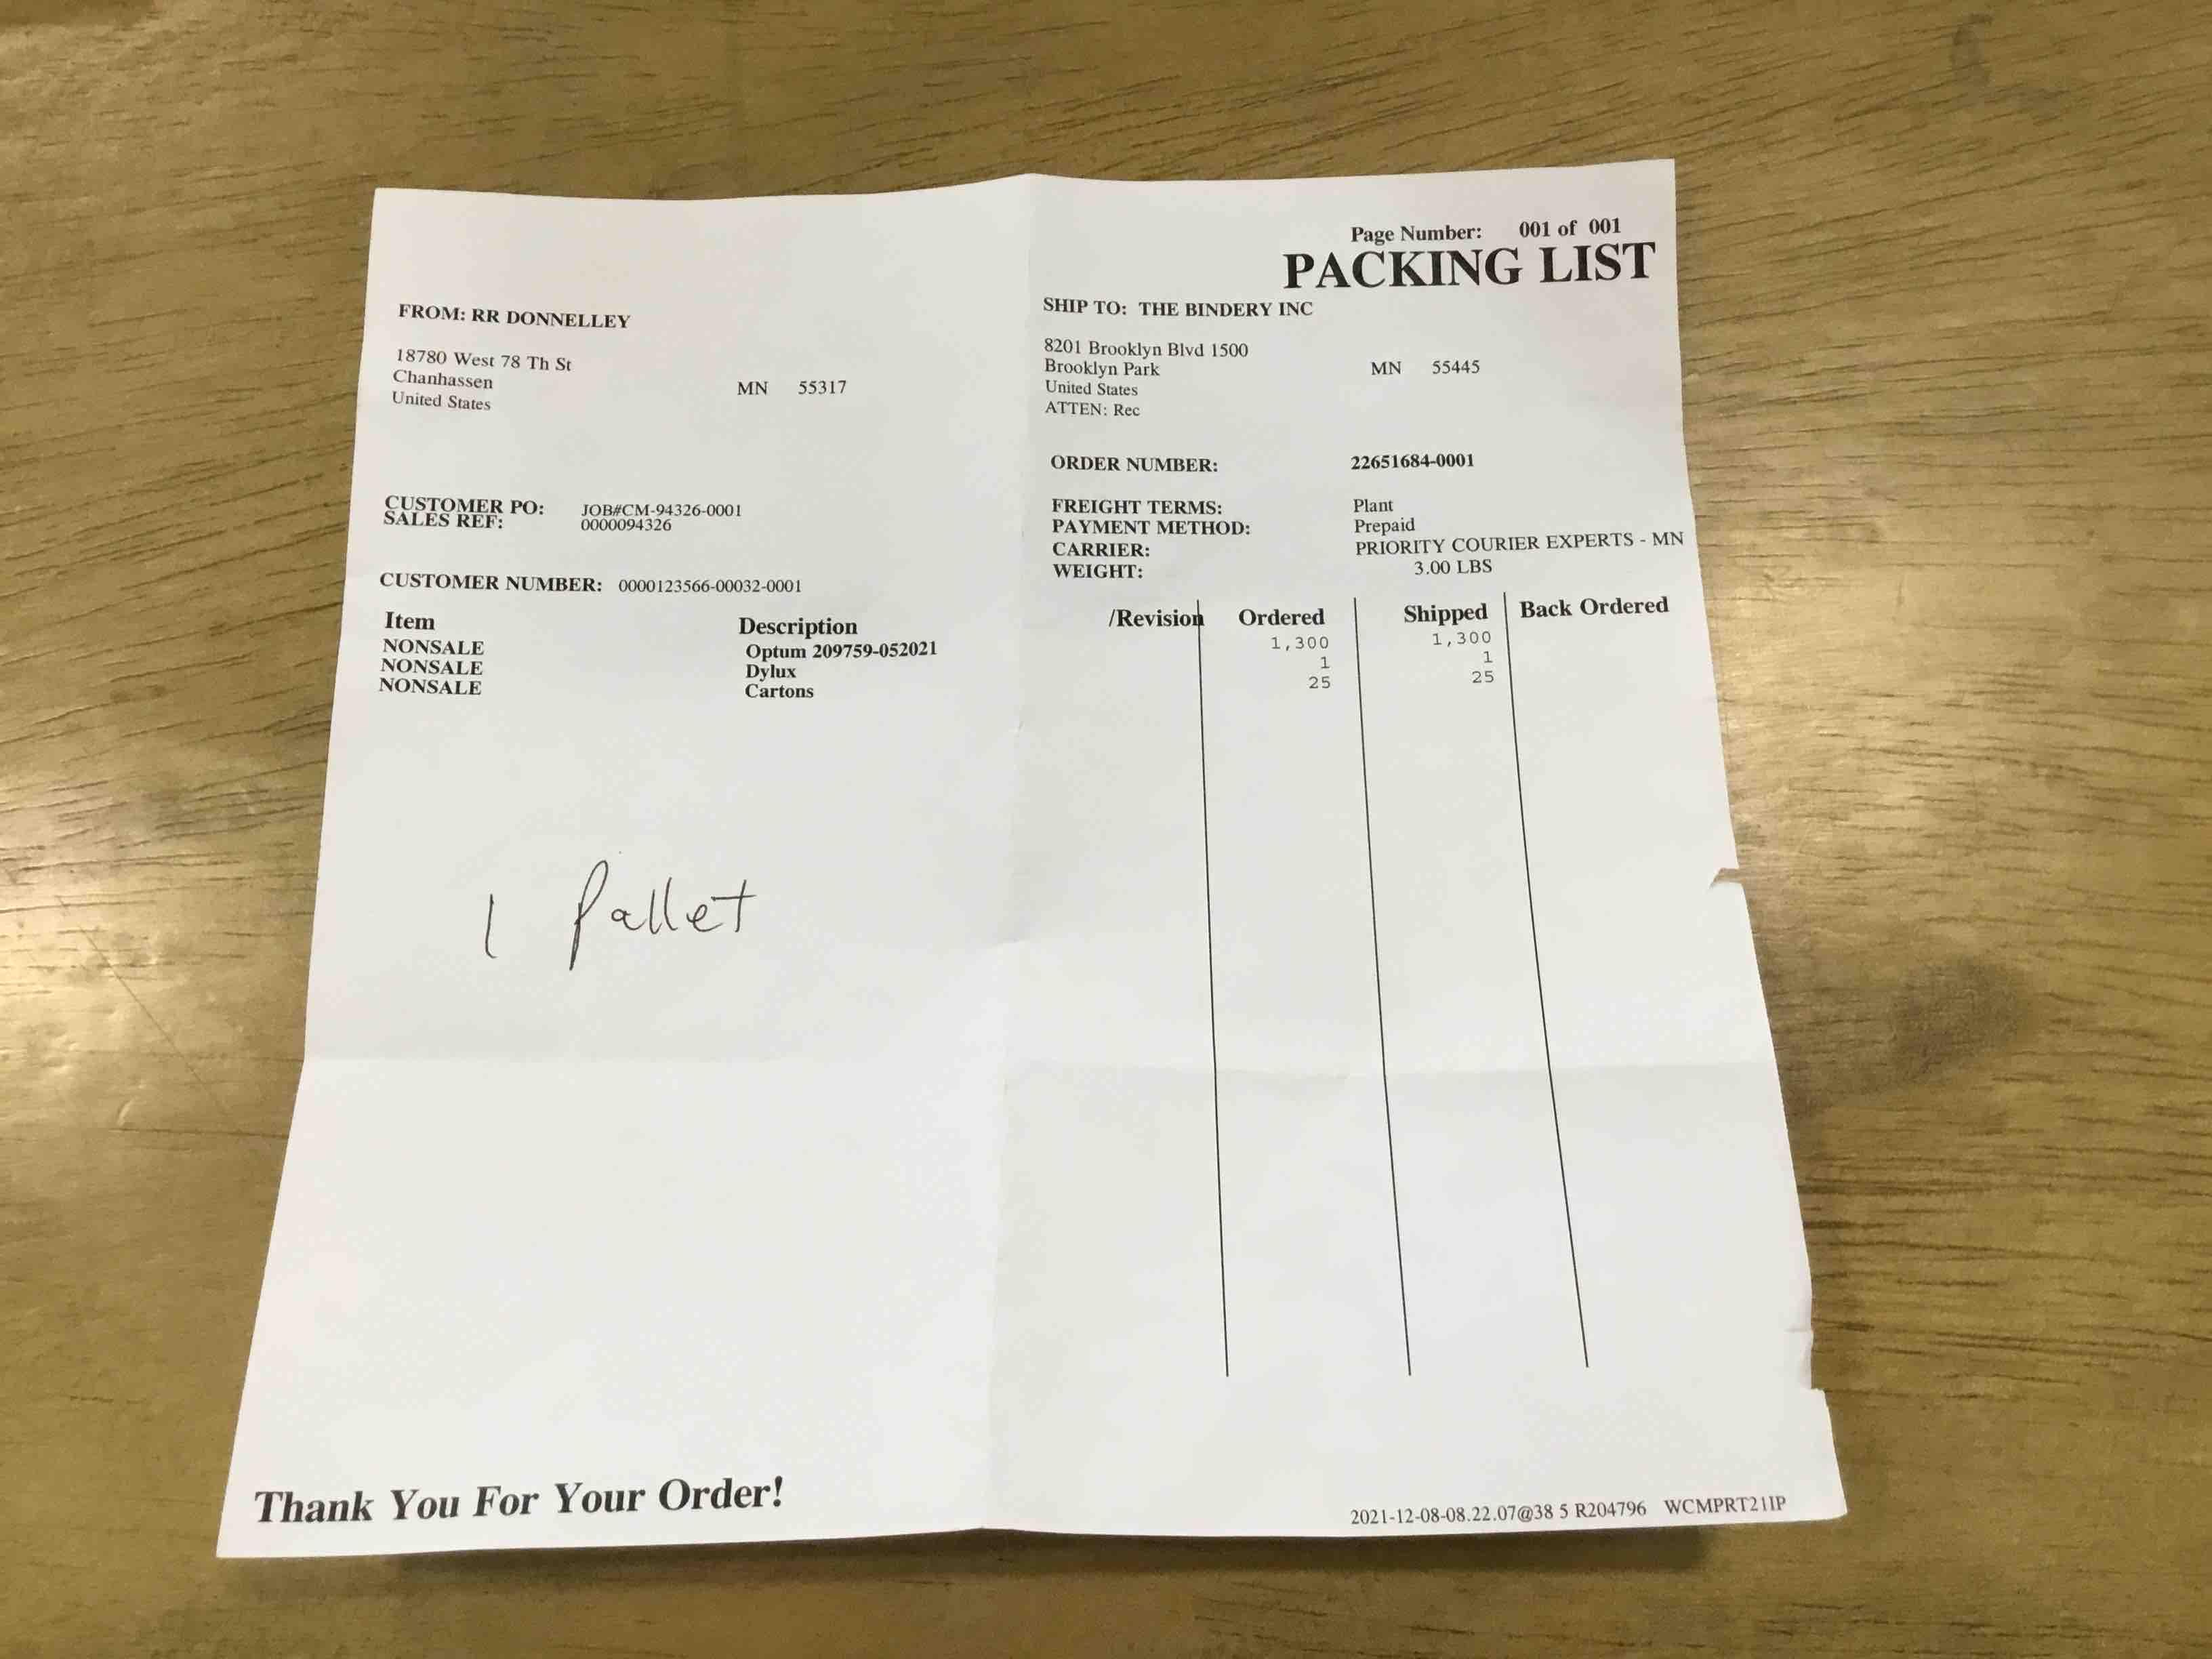 Page Number: 001 of 001
PACKING LIST
FROM: RR DONNELLEY
18780 West 78 Th St
Chanhassen MN 55317
United States
SHIP TO: THE BINDERY INC
8201 Brooklyn Blvd 1500
Brooklyn Park MN 55445
United States
ATTEN: Rec
ORDER NUMBER: 22651684-0001
CUSTOMER PO: JOB#CM-94326-0001
SALES REF: 0000094326
FREIGHT TERMS: Plant
PAYMENT METHOD: Prepaid
CARRIER: PRIORITY COURIER EXPERTS - MN
WEIGHT: 3.00 LBS
CUSTOMER NUMBER: 0000123566-00032-0001
Item Description /Revision Ordered Shipped Back Ordered
NONSALE Optum 209759-052021 1,300 1,300
NONSALE Dylux 1 1
NONSALE Cartons 25 25
1 Pallet
Thank You For Your Order!
2021-12-08-08.22.07@38 5 R204796 WCMPRT21IP